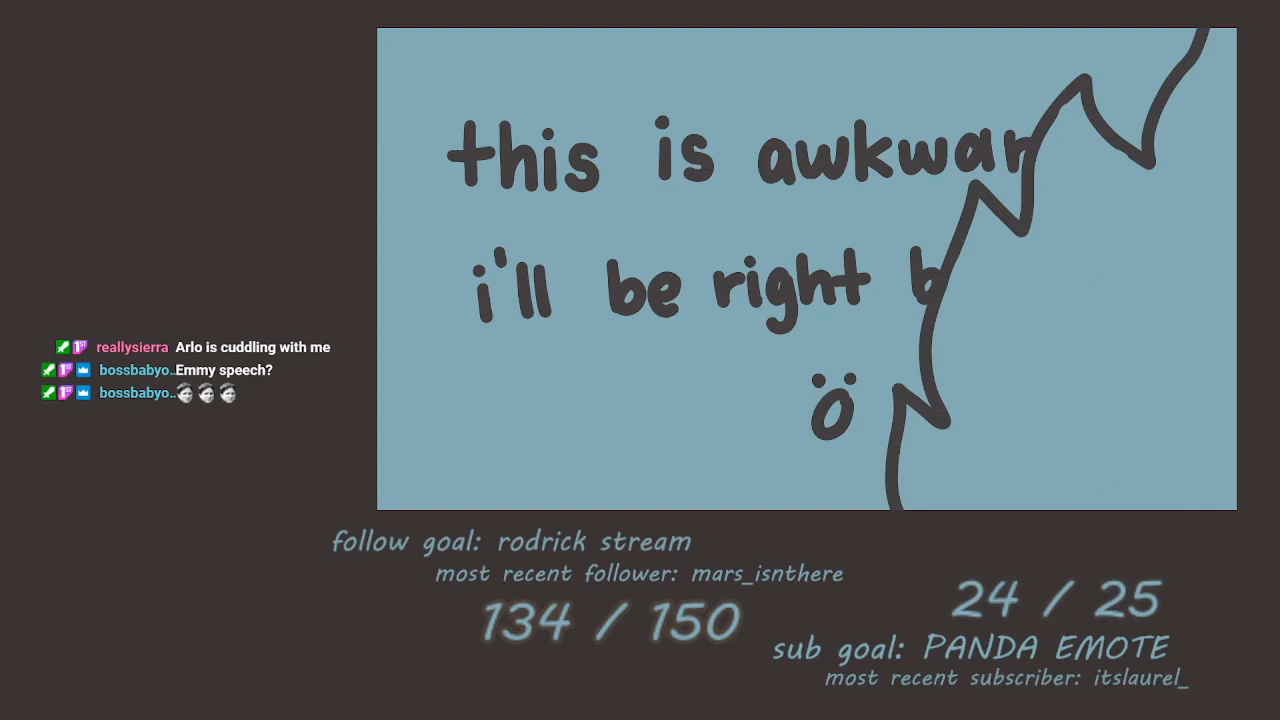 this is awkwar
i'll be right b
ö
reallysierra Arlo is cuddling with me
bossbabyo..Emmy speech?
bossbabyo..
follow goal: rodrick stream
most recent follower: mars_isnthere
134 / 150
24 / 25
sub goal: PANDA EMOTE
most recent subscriber: itslaurel_